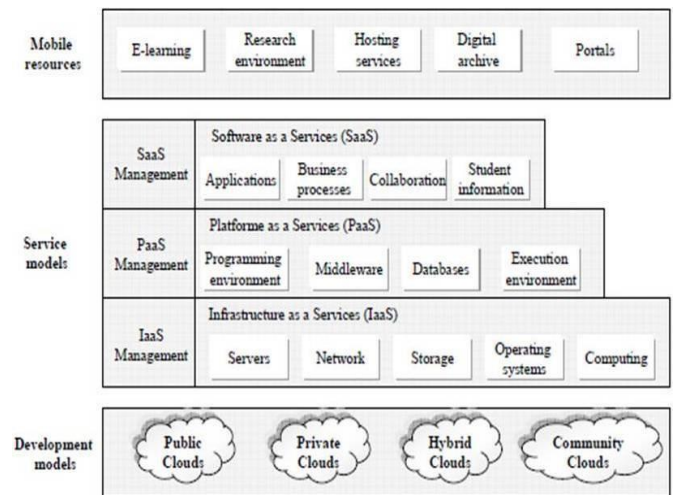 Mobile
resources
E-learning
Research
environment
Hosting
services
Digital
archive
Portals
Service
models
SaaS
Management
Software as a Services (SaaS)
Applications
Business
processes
Collaboration
Student
information
PaaS
Management
Platforme as a Services (PaaS)
Programming
environment
Middleware
Databases
Execution
environment
IaaS
Management
Infrastructure as a Services (IaaS)
Servers
Network
Storage
Operating
systems
Computing
Development
models
Public
Clouds
Private
Clouds
Hybrid
Clouds
Community
Clouds